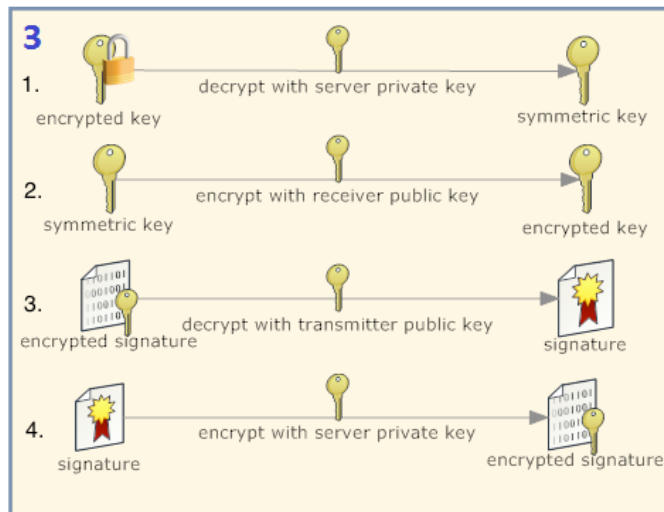 3
1.
decrypt with server private key
encrypted key
symmetric key
2.
encrypt with receiver public key
symmetric key
encrypted key
3.
decrypt with transmitter public key
encrypted signature
signature
4.
encrypt with server private key
signature
encrypted signature